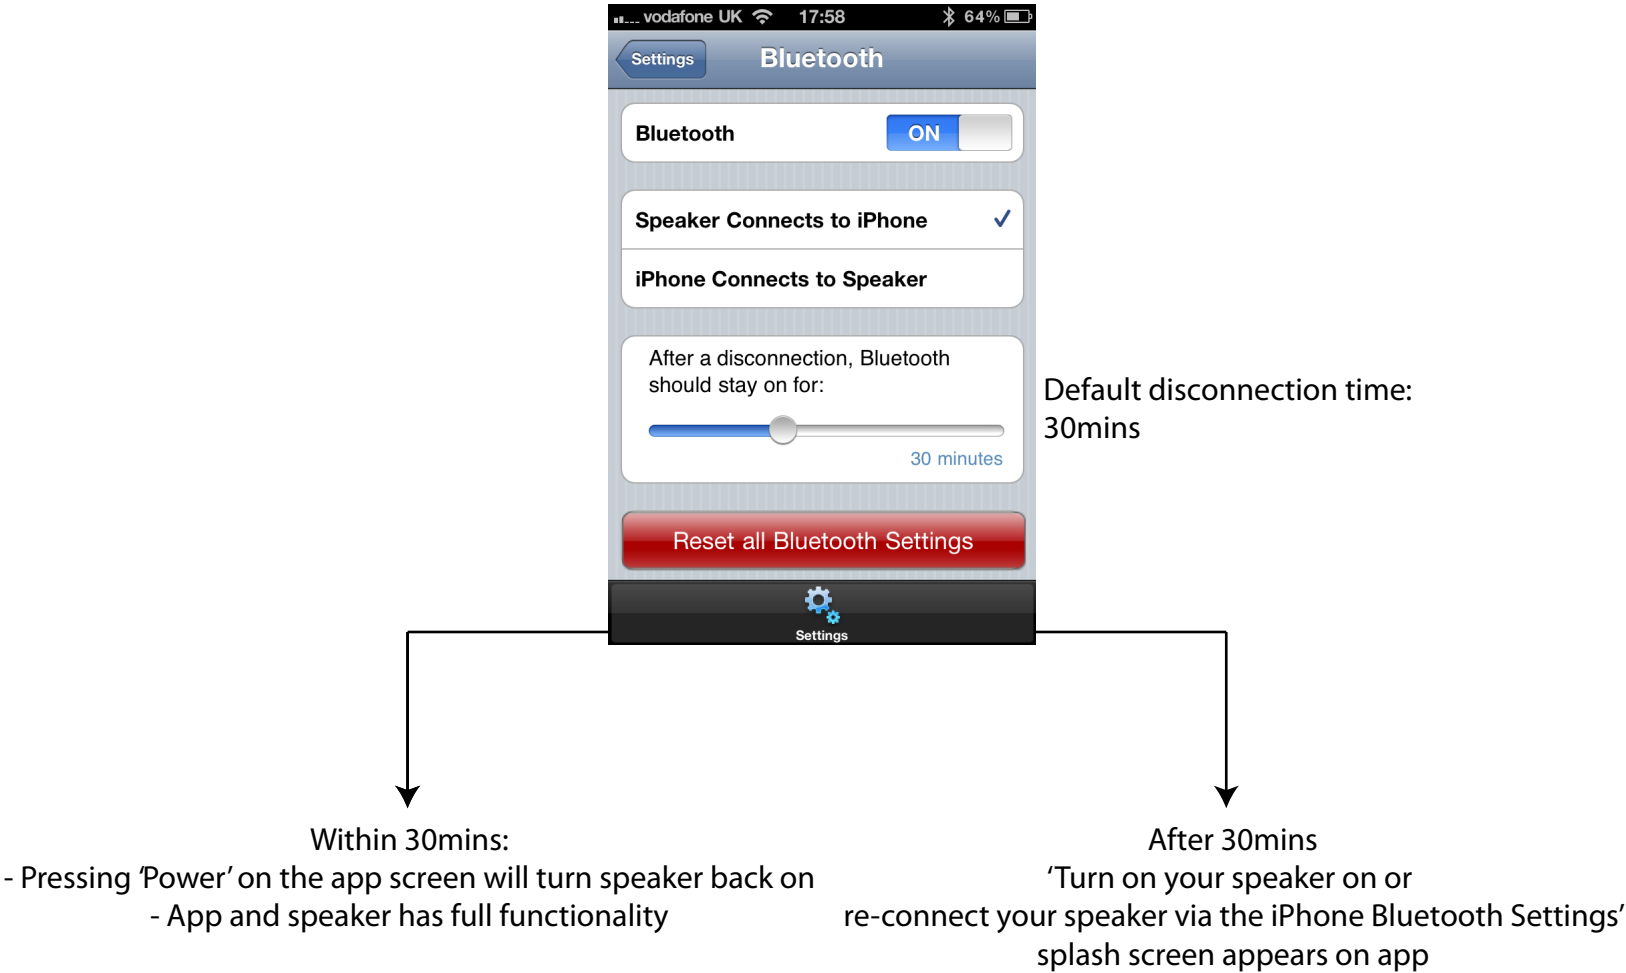 vodafone UK 17:58 64%
Settings Bluetooth
Bluetooth ON
Speaker Connects to iPhone
iPhone Connects to Speaker
After a disconnection, Bluetooth
should stay on for:
30 minutes
Default disconnection time:
30mins
Reset all Bluetooth Settings
Settings
Within 30mins:
- Pressing 'Power' on the app screen will turn speaker back on
- App and speaker has full functionality
After 30mins
'Turn on your speaker on or
re-connect your speaker via the iPhone Bluetooth Settings'
splash screen appears on app